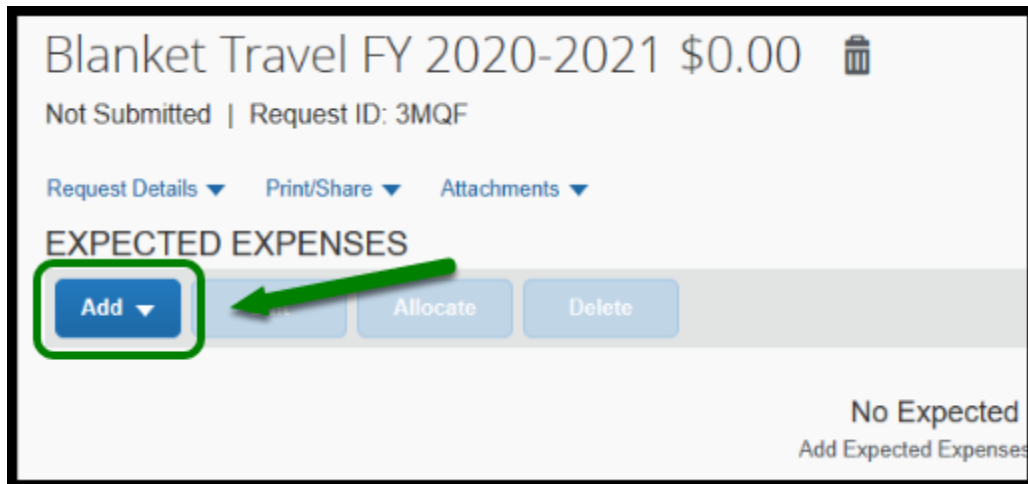 Blanket Travel FY 2020-2021 $0.00
Not Submitted | Request ID: 3MQF
Request Details Print/Share Attachments
EXPECTED EXPENSES
Add Allocate Delete
No Expected
Add Expected Expenses